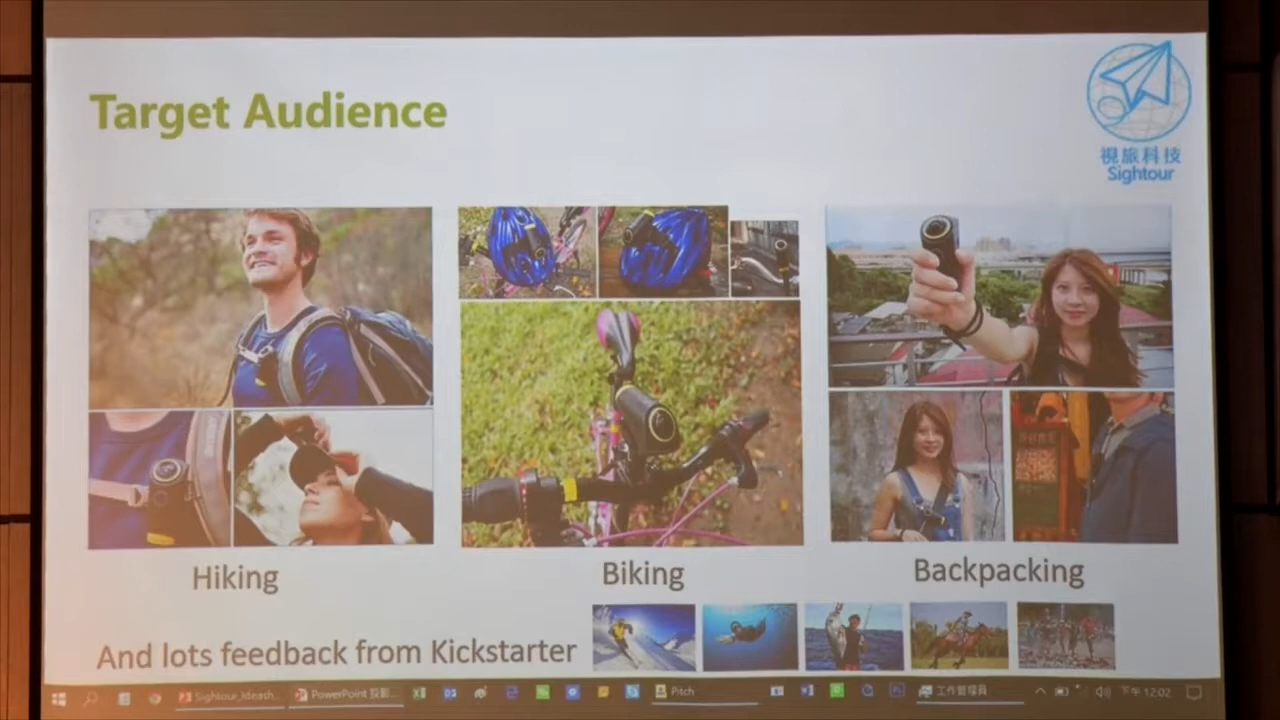 Target Audience
視旅科技
Sightour
Hiking
Biking
Backpacking
And lots feedback from Kickstarter
Sightour_Ideash...
PowerPoint 投影...
Pitch
工作管理員
下午 12:02